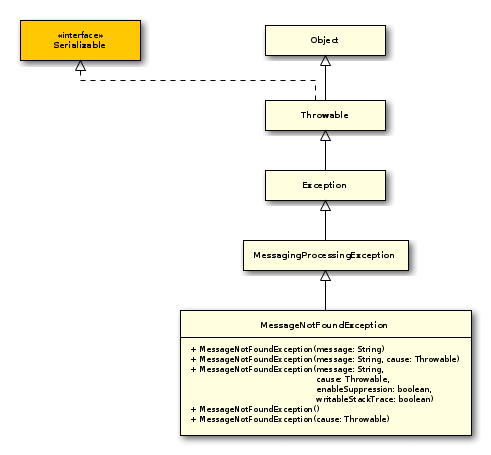 «interface»
Serializable
Object
Throwable
Exception
MessagingProcessingException
MessageNotFoundException
+ MessageNotFoundException(message: String)
+ MessageNotFoundException(message: String, cause: Throwable)
+ MessageNotFoundException(message: String,
cause: Throwable,
enableSuppression: boolean,
writableStackTrace: boolean)
+ MessageNotFoundException()
+ MessageNotFoundException(cause: Throwable)